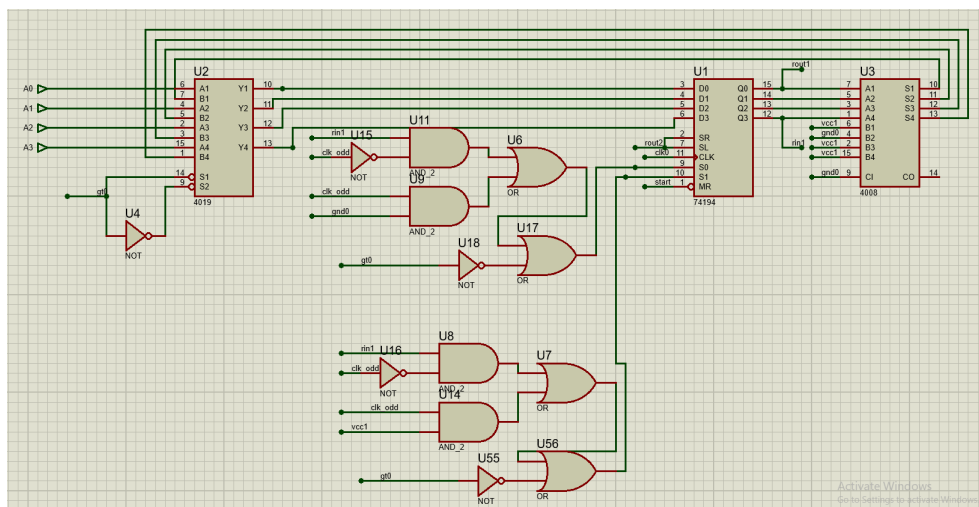 U2
6 A1 Y1 10
7 B1
4 A2 Y2 11
5 B2
2 A3 Y3 12
3 B3
15 A4 Y4 13
1 B4
14 S1
9 S2
4019
A0
A1
A2
A3
gt0
U4
NOT
U11
rin1
U15
clk_odd
NOT
AND_2
U9
clk_odd
gnd0
AND_2
U6
OR
U17
OR
U18
gt0
NOT
U1
3 D0 Q0 15
4 D1 Q1 14
5 D2 Q2 13
6 D3 Q3 12
2 SR
7 SL
11 CLK
9 S0
10 S1
1 MR
74194
rout2
clk0
start
rout1
rin1
U3
7 A1 S1 10
5 A2 S2 11
3 A3 S3 12
1 A4 S4 13
vcc1 6 B1
gnd0 4 B2
vcc1 2 B3
vcc1 15 B4
gnd0 9 CI CO 14
4008
U8
rin1
U16
clk_odd
NOT
AND_2
U14
clk_odd
vcc1
AND_2
U7
OR
U56
OR
U55
gt0
NOT
Activate Windows
Go to Settings to activate Windows